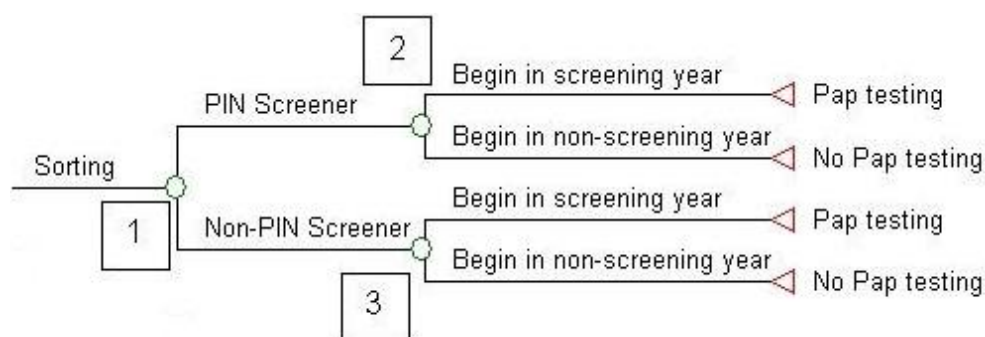 2
Begin in screening year
Pap testing
PIN Screener
Begin in non-screening year
No Pap testing
Sorting
1
Begin in screening year
Pap testing
Non-PIN Screener
Begin in non-screening year
No Pap testing
3